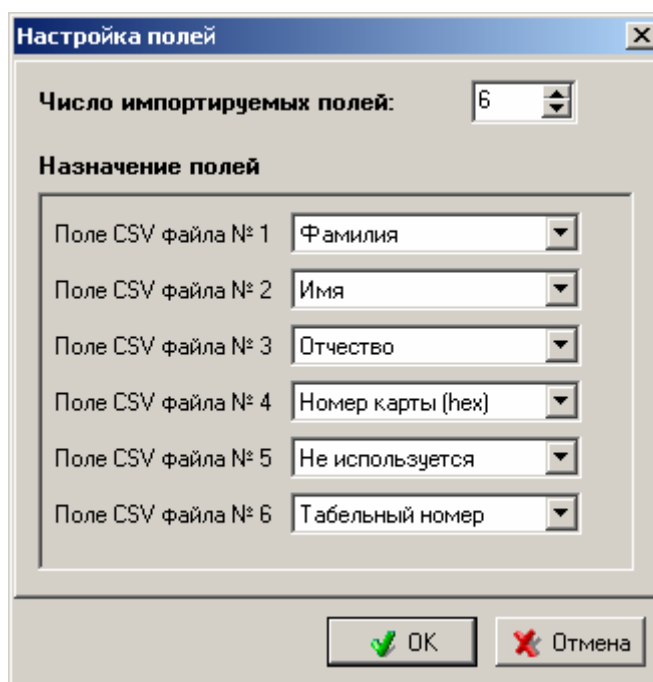 Настройка полей
Число импортируемых полей: 6
Назначение полей
Поле CSV файла № 1 Фамилия
Поле CSV файла № 2 Имя
Поле CSV файла № 3 Отчество
Поле CSV файла № 4 Номер карты (hex)
Поле CSV файла № 5 Не используется
Поле CSV файла № 6 Табельный номер
OK Отмена